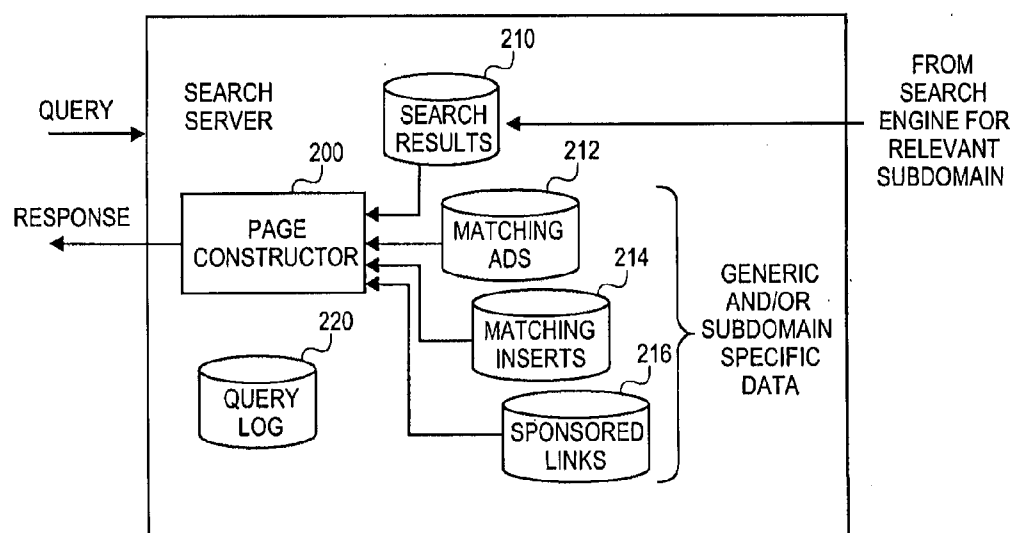 QUERY
SEARCH
SERVER
210
SEARCH
RESULTS
FROM
SEARCH
ENGINE FOR
RELEVANT
SUBDOMAIN
200
RESPONSE
PAGE
CONSTRUCTOR
212
MATCHING
ADS
214
MATCHING
INSERTS
216
SPONSORED
LINKS
GENERIC
AND/OR
SUBDOMAIN
SPECIFIC
DATA
220
QUERY
LOG